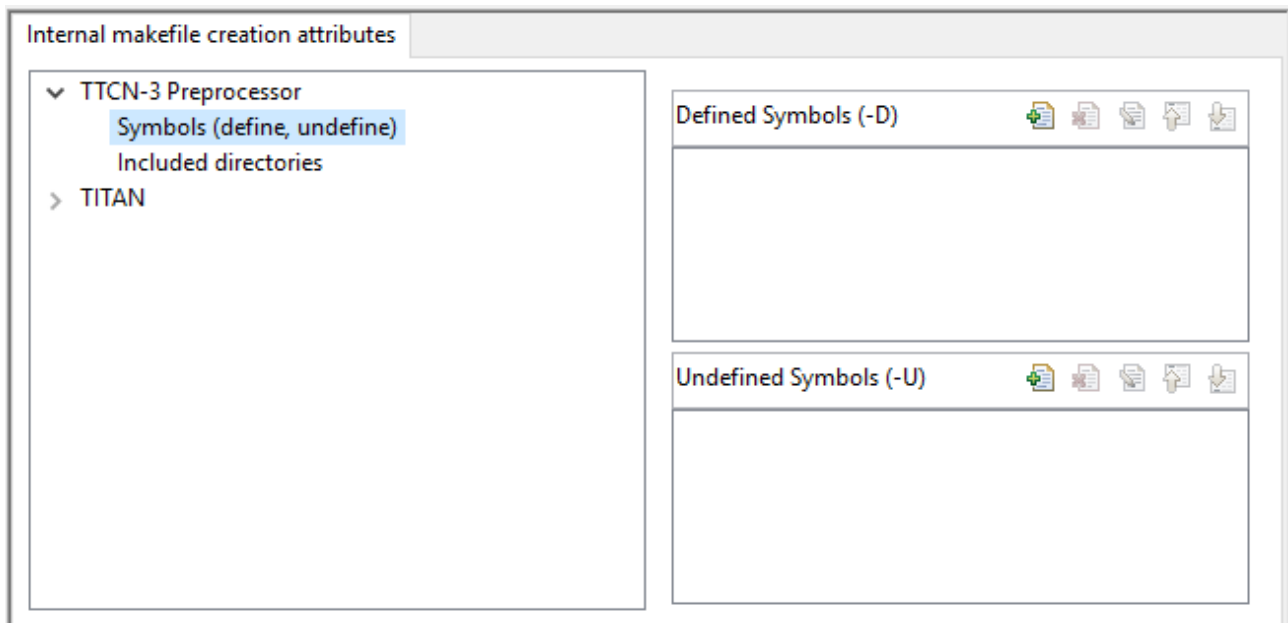 Internal makefile creation attributes
TTCN-3 Preprocessor
Symbols (define, undefine)
Included directories
TITAN
Defined Symbols (-D)
Undefined Symbols (-U)